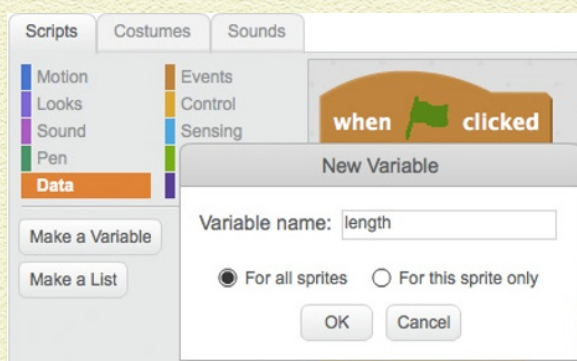 Scripts Costumes Sounds
Motion Events
Looks Control
Sound Sensing
Pen
Data
when clicked
New Variable
Variable name: length
Make a Variable
Make a List
For all sprites For this sprite only
OK Cancel